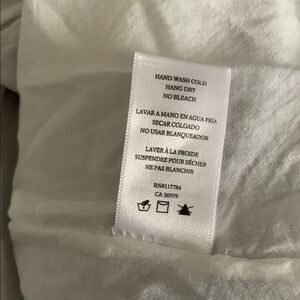 HAND WASH COLD
HANG DRY
NO BLEACH
LAVAR A MANO EN AGUA FRÍA
SECAR COLGADO
NO USAR BLANQUEADOR
LAVER À LA FROIDE
SUSPENDRE POUR SÉCHER
NE PAS BLANCHIR
RN#117784
CA 36979